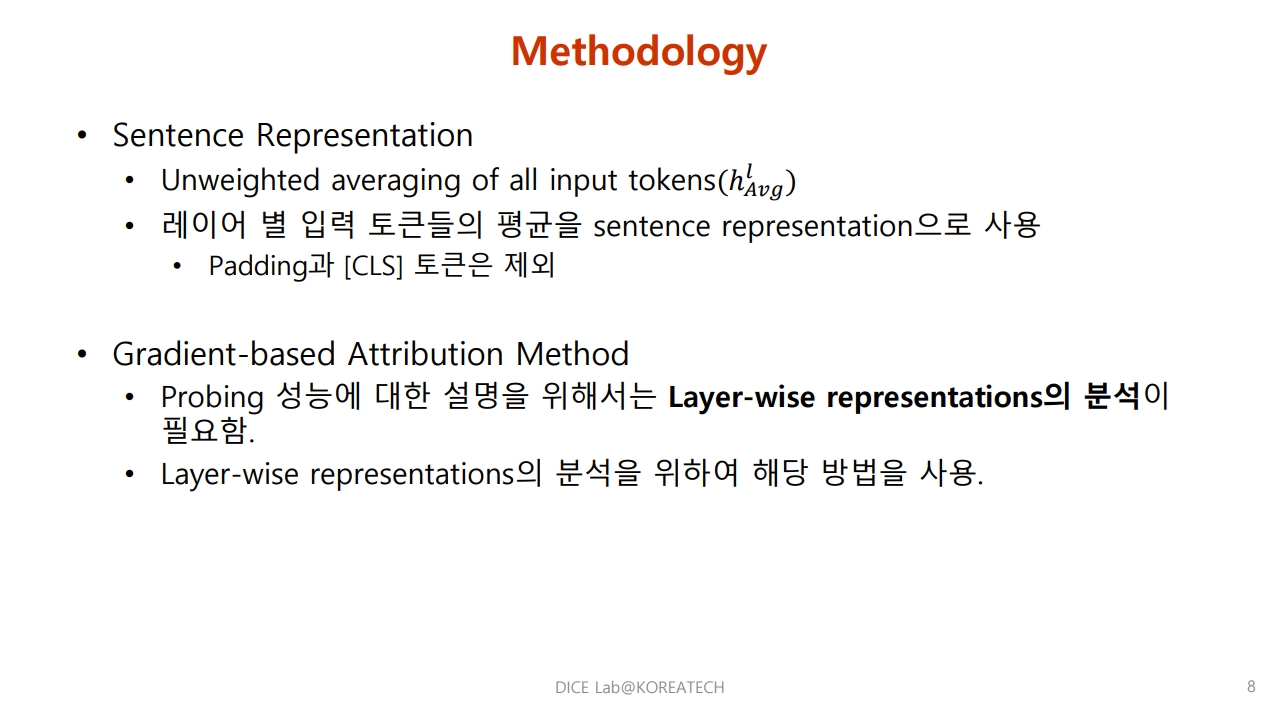 Methodology
• Sentence Representation
• Unweighted averaging of all input tokens($h^{l}_{Avg}$)
• 레이어 별 입력 토큰들의 평균을 sentence representation으로 사용
• Padding과 [CLS] 토큰은 제외
• Gradient-based Attribution Method
• Probing 성능에 대한 설명을 위해서는 Layer-wise representations의 분석이
필요함.
• Layer-wise representations의 분석을 위하여 해당 방법을 사용.
DICE Lab@KOREATECH
8